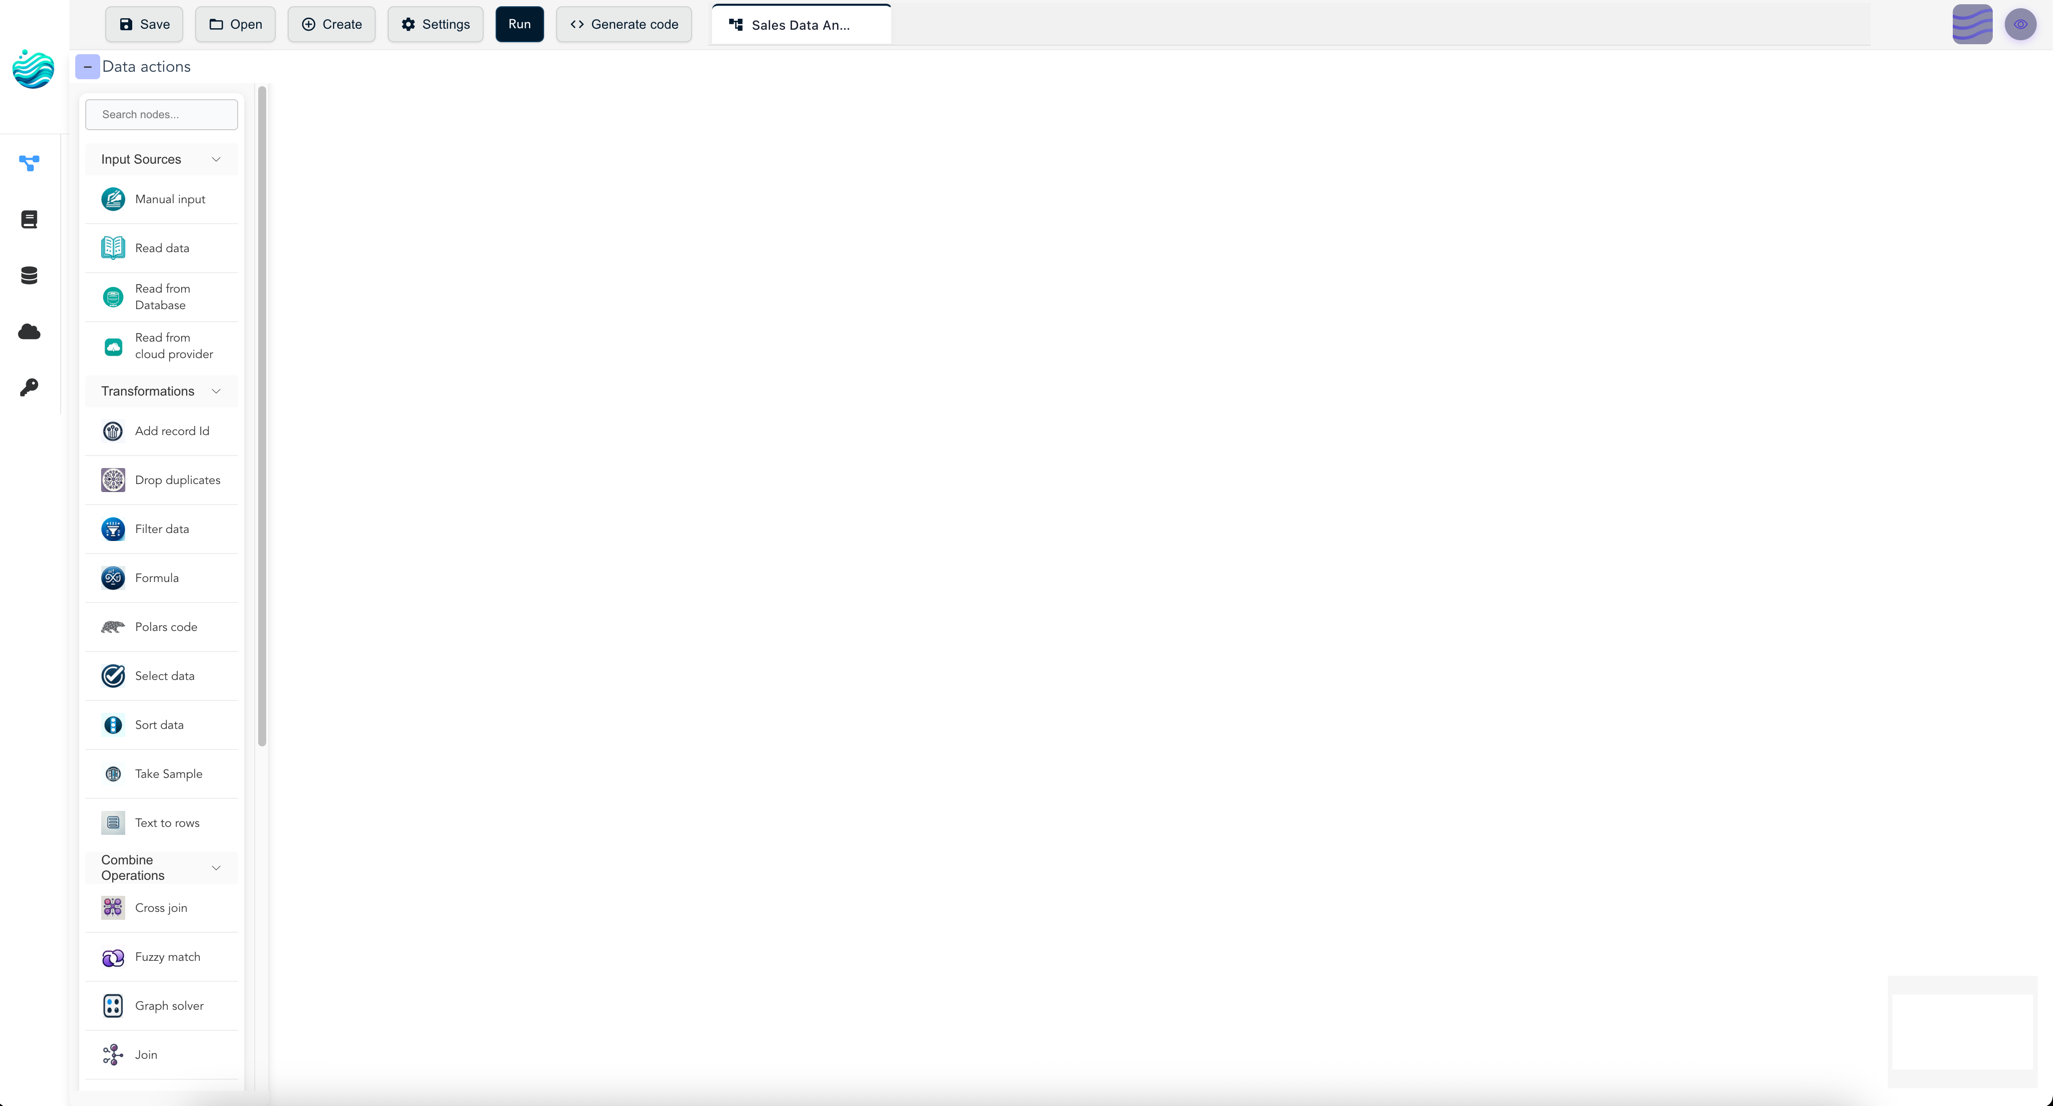 Save
Open
Create
Settings
Run
Generate code
Sales Data An...
Data actions
Search nodes...
Input Sources
Manual input
Read data
Read from
Database
Read from
cloud provider
Transformations
Add record Id
Drop duplicates
Filter data
Formula
Polars code
Select data
Sort data
Take Sample
Text to rows
Combine
Operations
Cross join
Fuzzy match
Graph solver
Join